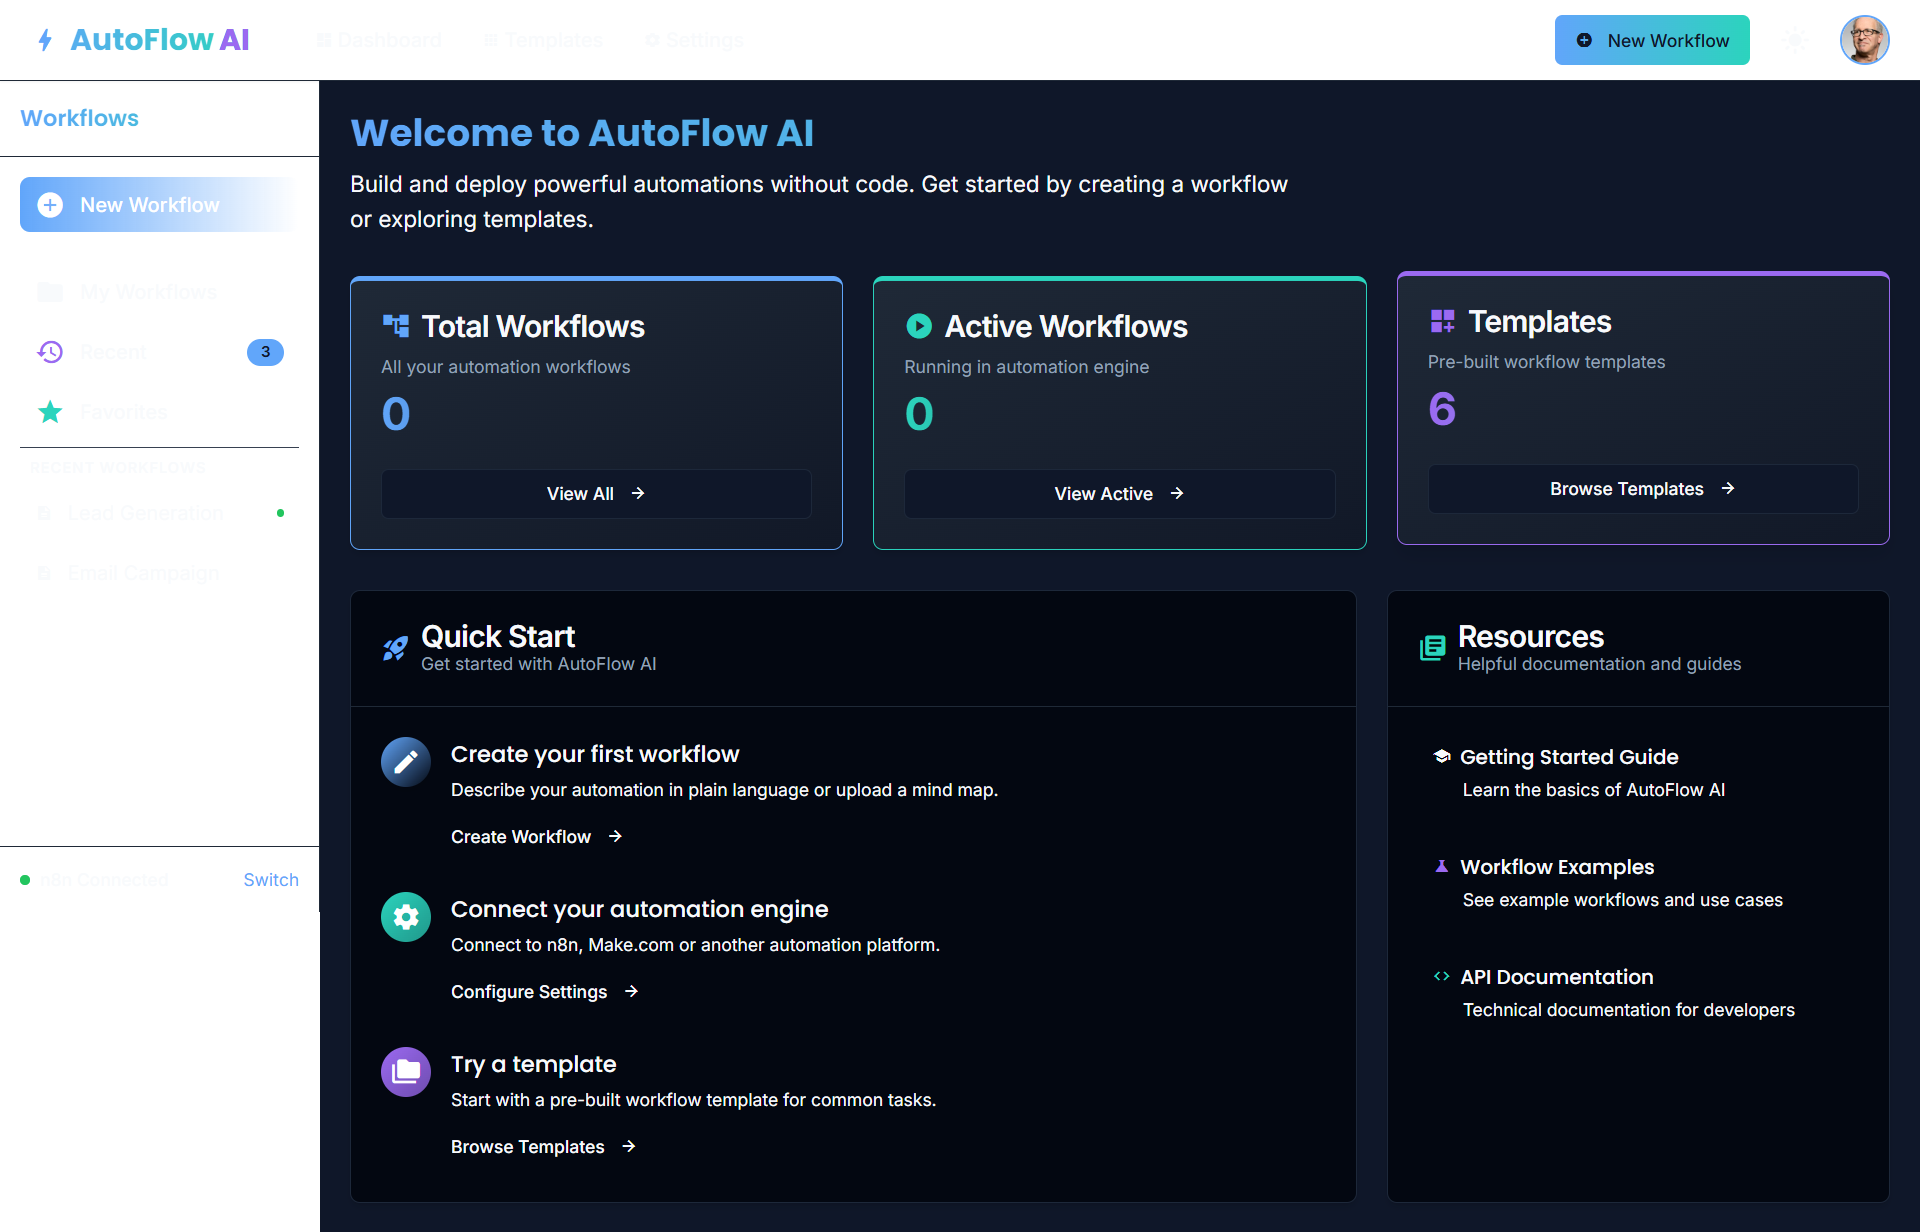 AutoFlow AI
Dashboard
Templates
Settings
New Workflow
Workflows
New Workflow
My Workflows
Recent
3
Favorites
RECENT WORKFLOWS
Lead Generation
Email Campaign
n8n Connected
Switch
Welcome to AutoFlow AI
Build and deploy powerful automations without code. Get started by creating a workflow
or exploring templates.
Total Workflows
All your automation workflows
0
View All
Active Workflows
Running in automation engine
0
View Active
Templates
Pre-built workflow templates
6
Browse Templates
Quick Start
Get started with AutoFlow AI
Create your first workflow
Describe your automation in plain language or upload a mind map.
Create Workflow
Connect your automation engine
Connect to n8n, Make.com or another automation platform.
Configure Settings
Try a template
Start with a pre-built workflow template for common tasks.
Browse Templates
Resources
Helpful documentation and guides
Getting Started Guide
Learn the basics of AutoFlow AI
Workflow Examples
See example workflows and use cases
API Documentation
Technical documentation for developers